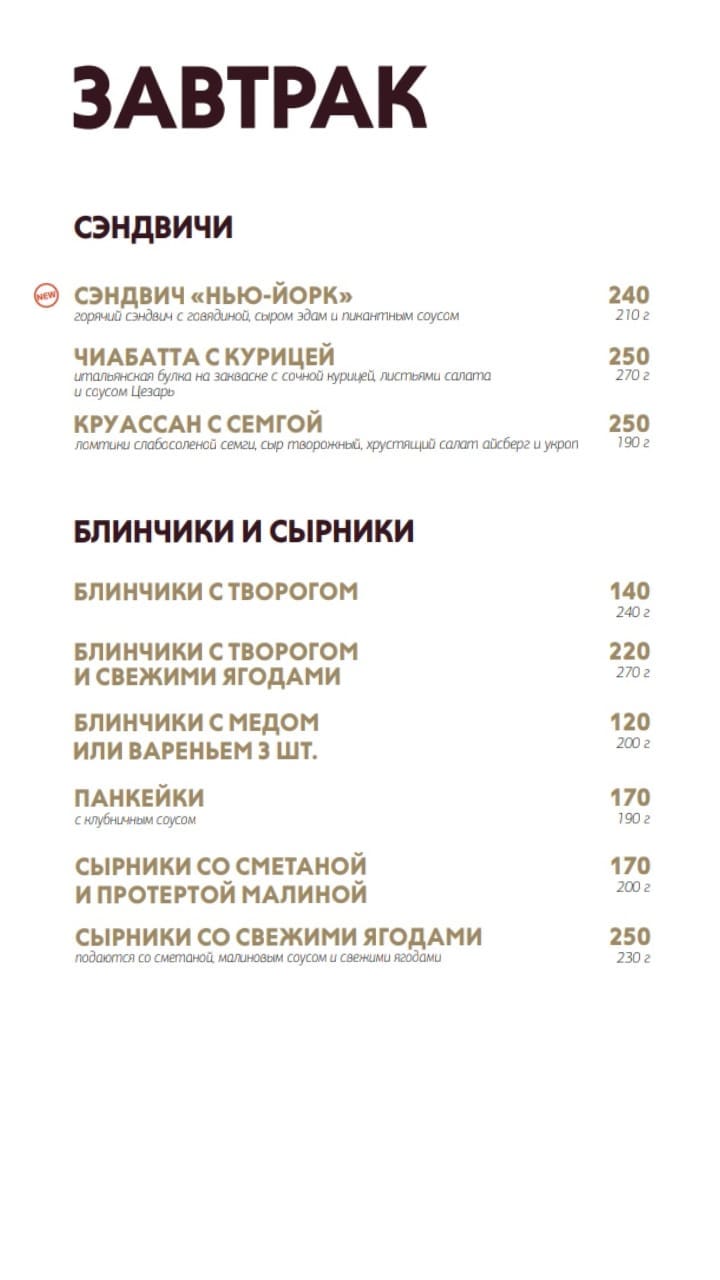 ЗАВТРАК
СЭНДВИЧИ
NEW СЭНДВИЧ «НЬЮ-ЙОРК» 240
горячий сэндвич с говядиной, сыром эдам и пикантным соусом 210 г
ЧИАБАТТА С КУРИЦЕЙ 250
итальянская булка на закваске с сочной курицей, листьями салата 270 г
и соусом Цезарь
КРУАССАН С СЕМГОЙ 250
ломтики слабосоленой семги, сыр творожный, хрустящий салат айсберг и укроп 190 г
БЛИНЧИКИ И СЫРНИКИ
БЛИНЧИКИ С ТВОРОГОМ 140
240 г
БЛИНЧИКИ С ТВОРОГОМ 220
И СВЕЖИМИ ЯГОДАМИ 270 г
БЛИНЧИКИ С МЕДОМ 120
ИЛИ ВАРЕНЬЕМ 3 ШТ. 200 г
ПАНКЕЙКИ 170
с клубничным соусом 190 г
СЫРНИКИ СО СМЕТАНОЙ 170
И ПРОТЕРТОЙ МАЛИНОЙ 200 г
СЫРНИКИ СО СВЕЖИМИ ЯГОДАМИ 250
подаются со сметаной, малиновым соусом и свежими ягодами 230 г